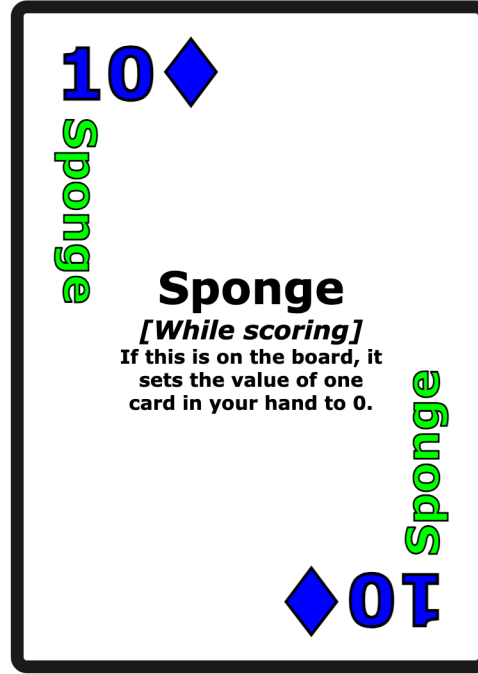 10♦
Sponge
Sponge
[While scoring]
If this is on the board, it
sets the value of one
card in your hand to 0.
Sponge
10♦